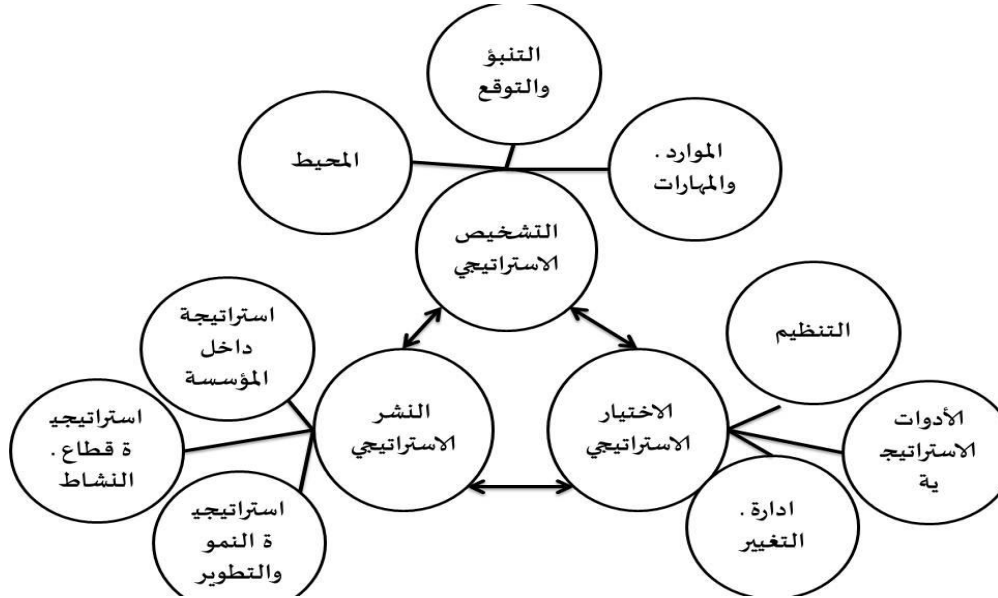 التنبؤ
والتوقع
المحيط
الموارد .
والمهارات
التشخيص
الاستراتيجي
التنظيم
استراتيجة
داخل
المؤسسة
النشر
الاستراتيجي
الاختيار
الاستراتيجي
الأدوات
الاستراتيجـ
ية
استراتيجيـ
ة قطاع .
النشاط
ادارة .
التغيير
استراتيجيـ
ة النمو
والتطوير